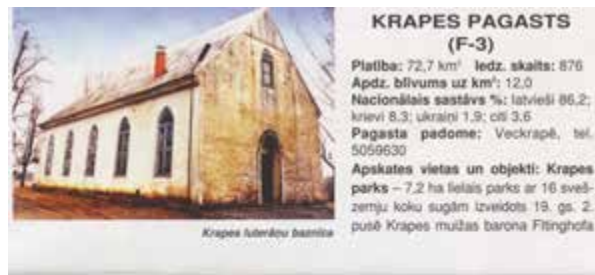 KRAPES PAGASTS
(F-3)
Platība: 72,7 km² Iedz. skaits: 876
Apdz. blīvums uz km²: 12,0
Nacionālais sastāvs %: latvieši 86,2;
krievi 8,3; ukraiņi 1,9; citi 3,6
Pagasta padome: Veckrapē, tel.
5059630
Apskates vietas un objekti: Krapes
parks – 7,2 ha lielais parks ar 16 sveš-
zemju koku sugām izveidots 19. gs. 2.
pusē Krapes muižas barona Fītinghofa
Krapes luterāņu baznīca